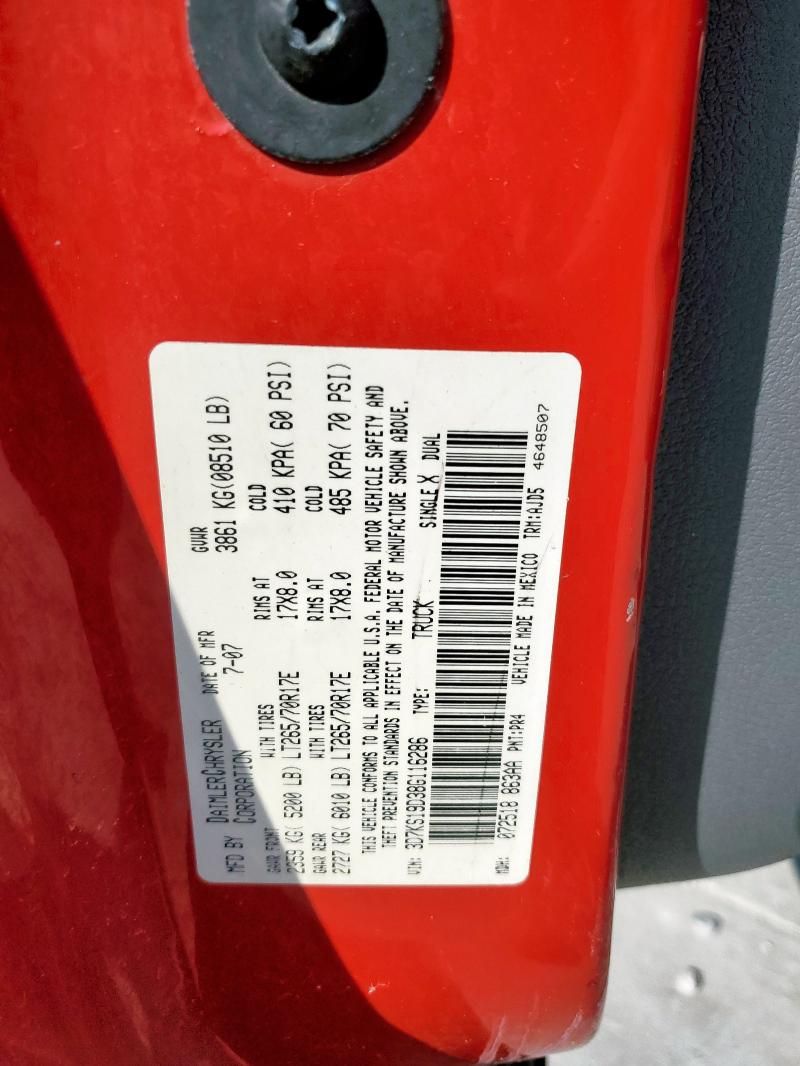 MFD BY DAIMLERCHRYSLER DATE OF MFR GVWR
CORPORATION 7-07 3861 KG(08510 LB)
GAWR FRONT WITH TIRES RIMS AT COLD
2359 KG( 5200 LB) LT265/70R17E 17X8.0 410 KPA( 60 PSI)
GAWR REAR WITH TIRES RIMS AT COLD
2727 KG( 6010 LB) LT265/70R17E 17X8.0 485 KPA( 70 PSI)
THIS VEHICLE CONFORMS TO ALL APPLICABLE U.S.A. FEDERAL MOTOR VEHICLE SAFETY AND
THEFT PREVENTION STANDARDS IN EFFECT ON THE DATE OF MANUFACTURE SHOWN ABOVE.
VIN: 3D7KS19D38G116286 TYPE: TRUCK SINGLE X DUAL
MDH: 072518 863AA PNT:PR4 VEHICLE MADE IN MEXICO TRM:AJD5 4648507